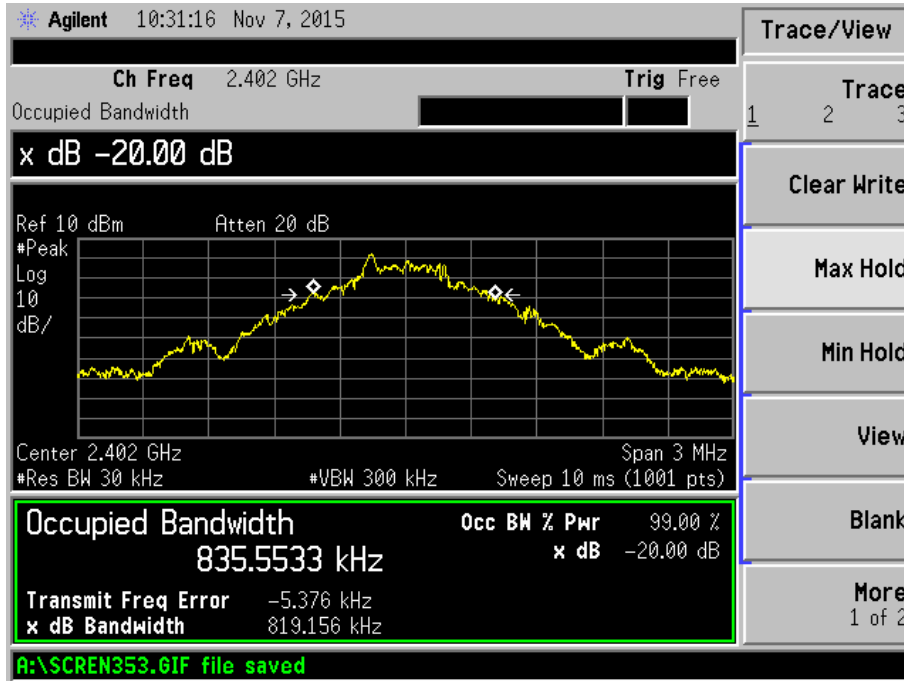 Agilent 10:31:16 Nov 7, 2015
Trace/View
Ch Freq 2.402 GHz Trig Free
Occupied Bandwidth
Trace
1 2 3
x dB -20.00 dB
Clear Write
Ref 10 dBm Atten 20 dB
#Peak
Log
10
dB/
Max Hold
Min Hold
Center 2.402 GHz Span 3 MHz
#Res BW 30 kHz #VBW 300 kHz Sweep 10 ms (1001 pts)
View
Occupied Bandwidth Occ BW % Pwr 99.00 %
835.5533 kHz x dB -20.00 dB
Blank
Transmit Freq Error -5.376 kHz
x dB Bandwidth 819.156 kHz
More
1 of 2
A:\SCREN353.GIF file saved